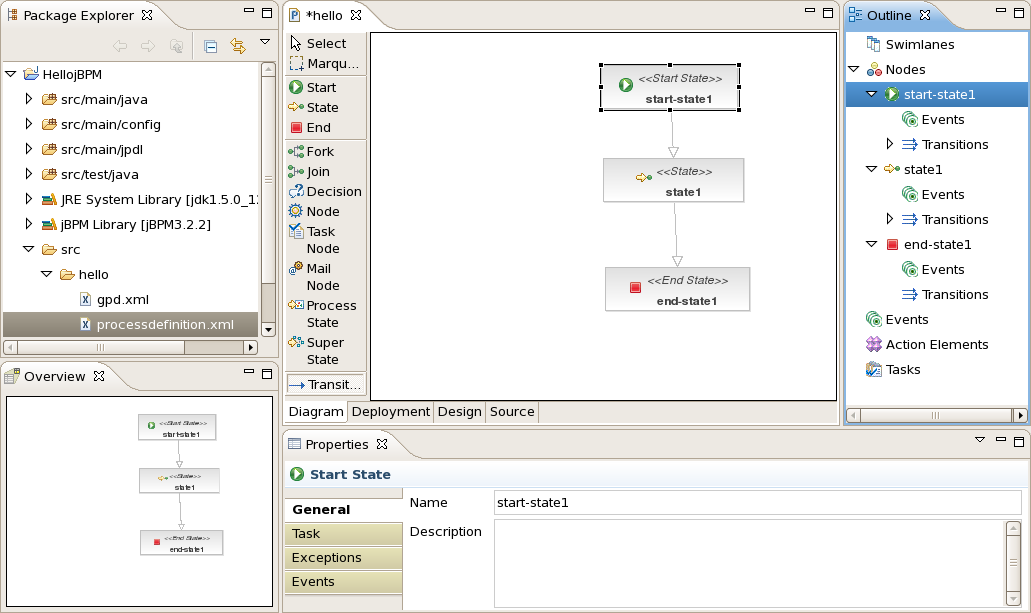 Package Explorer
HellojBPM
src/main/java
src/main/config
src/main/jpdl
src/test/java
JRE System Library [jdk1.5.0_1
jBPM Library [jBPM3.2.2]
src
hello
gpd.xml
processdefinition.xml
Overview
<<Start State>>
start-state1
<<State>>
state1
<<End State>>
end-state1
*hello
Select
Marqu...
Start
State
End
Fork
Join
Decision
Node
Task
Node
Mail
Node
Process
State
Super
State
Transit...
<<Start State>>
start-state1
<<State>>
state1
<<End State>>
end-state1
Diagram Deployment Design Source
Outline
Swimlanes
Nodes
start-state1
Events
Transitions
state1
Events
Transitions
end-state1
Events
Transitions
Events
Action Elements
Tasks
Properties
Start State
General
Task
Exceptions
Events
Name start-state1
Description